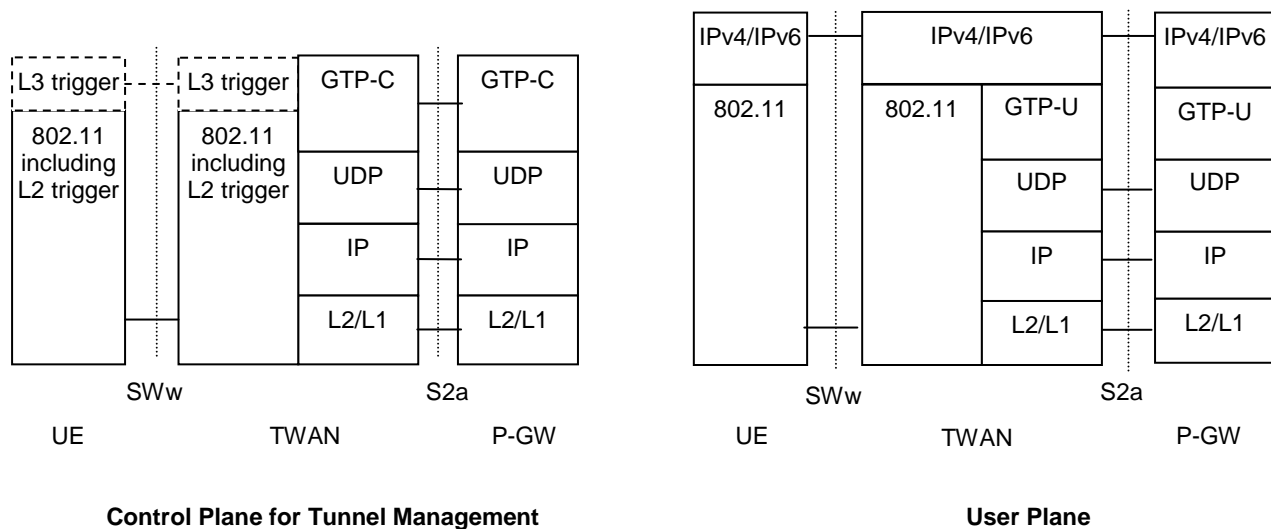 L3 trigger
802.11
including
L2 trigger
L3 trigger
802.11
including
L2 trigger
GTP-C
UDP
IP
L2/L1
GTP-C
UDP
IP
L2/L1
SWw
S2a
UE
TWAN
P-GW
Control Plane for Tunnel Management
IPv4/IPv6
802.11
IPv4/IPv6
802.11
GTP-U
UDP
IP
L2/L1
IPv4/IPv6
GTP-U
UDP
IP
L2/L1
SWw
S2a
UE
TWAN
P-GW
User Plane